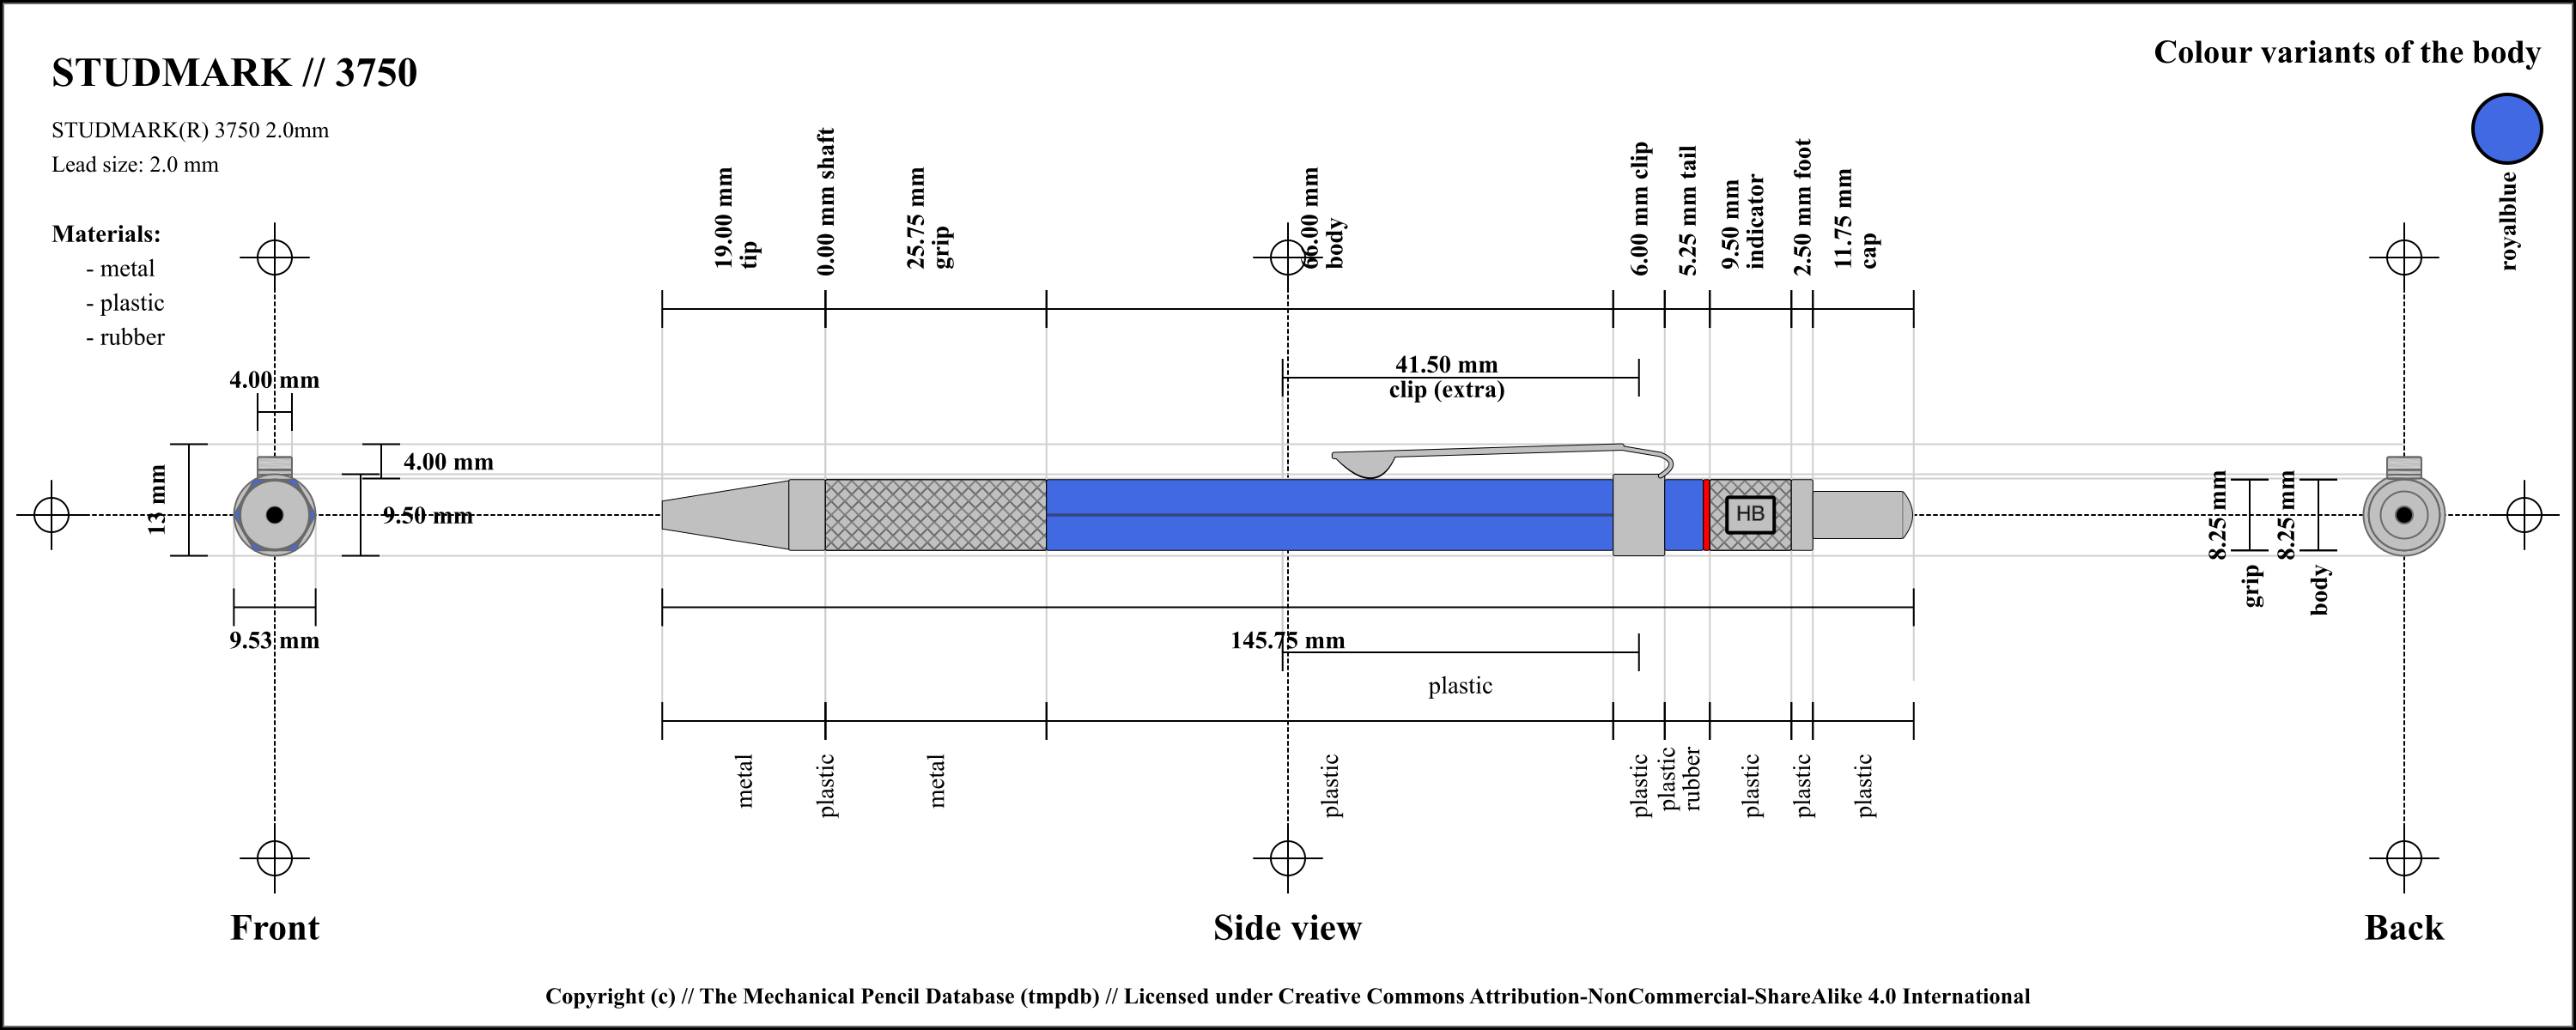 STUDMARK // 3750
STUDMARK(R) 3750 2.0mm
Lead size: 2.0 mm
Materials:
- metal
- plastic
- rubber
Colour variants of the body
royalblue
19.00 mm
tip
0.00 mm shaft
25.75 mm
grip
66.00 mm
body
6.00 mm clip
5.25 mm tail
9.50 mm
indicator
2.50 mm foot
11.75 mm
cap
41.50 mm
clip (extra)
4.00 mm
13 mm
4.00 mm
9.50 mm
9.53 mm
HB
8.25 mm
grip
8.25 mm
body
145.75 mm
plastic
metal
plastic
metal
plastic
plastic
plastic
rubber
plastic
plastic
plastic
Front
Side view
Back
Copyright (c) // The Mechanical Pencil Database (tmpdb) // Licensed under Creative Commons Attribution-NonCommercial-ShareAlike 4.0 International